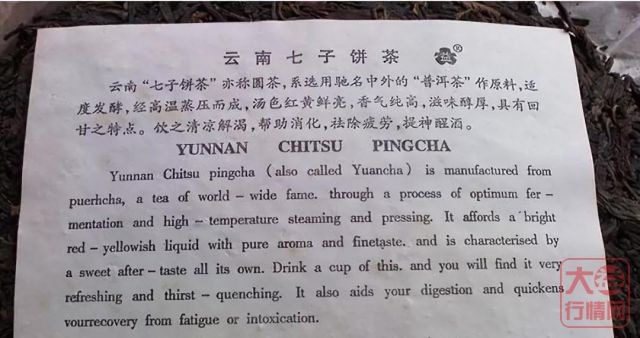 云南七子饼茶 益®
云南“七子饼茶”亦称圆茶，系选用驰名中外的“普洱茶”作原料，适
度发酵，经高温蒸压而成，汤色红黄鲜亮，香气纯高，滋味醇厚，具有回
甘之特点。饮之清凉解渴，帮助消化，祛除疲劳，提神醒酒。
YUNNAN CHITSU PINGCHA
Yunnan Chitsu pingcha (also called Yuancha) is manufactured from
puerhcha, a tea of world-wide fame. through a process of optimum fer-
mentation and high-temperature steaming and pressing. It affords a bright
red-yellowish liquid with pure aroma and finetaste. and is characterised by
a sweet after-taste all its own. Drink a cup of this. and you will find it very
refreshing and thirst-quenching. It also aids your digestion and quickens
vourrecovery from fatigue or intoxication.
大益
行情网